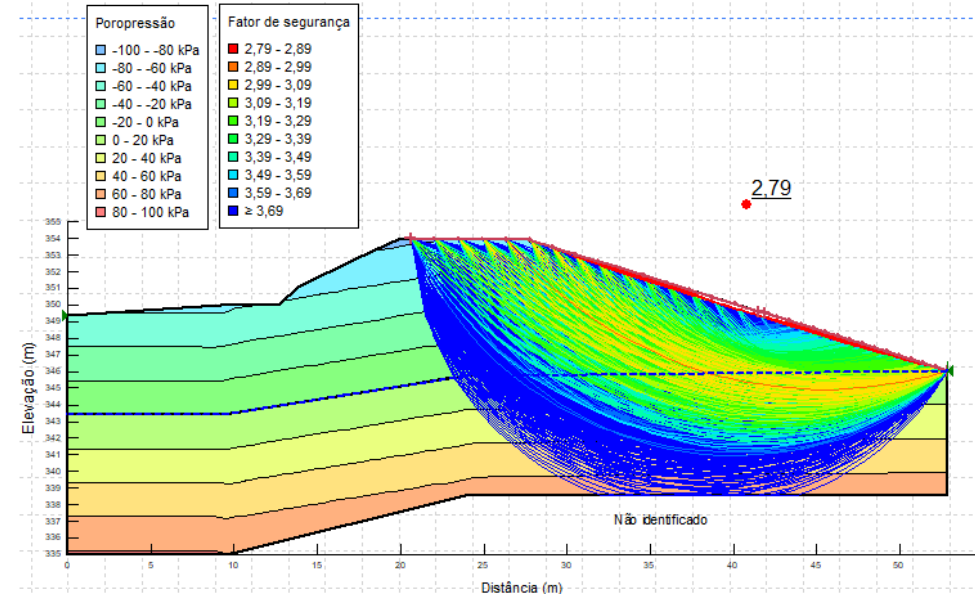 Poropressão
-100 - -80 kPa
-80 - -60 kPa
-60 - -40 kPa
-40 - -20 kPa
-20 - 0 kPa
0 - 20 kPa
20 - 40 kPa
40 - 60 kPa
60 - 80 kPa
80 - 100 kPa
Fator de segurança
2,79 - 2,89
2,89 - 2,99
2,99 - 3,09
3,09 - 3,19
3,19 - 3,29
3,29 - 3,39
3,39 - 3,49
3,49 - 3,59
3,59 - 3,69
≥ 3,69
2,79
Elevação (m)
355
354
352
351
350
349
348
346
345
344
342
341
340
339
337
336
335
Não identificado
0
5
10
15
20
25
30
35
40
45
50
Distância (m)